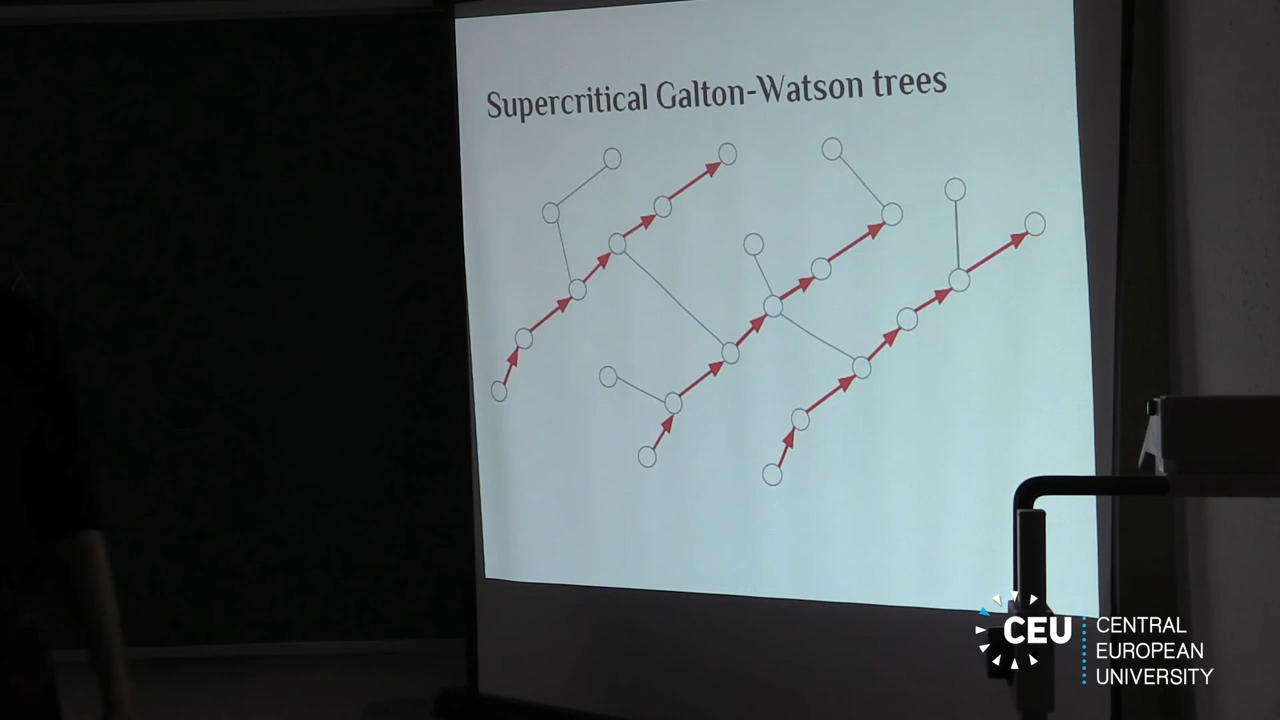 Supercritical Galton-Watson trees
CEU
CENTRAL
EUROPEAN
UNIVERSITY